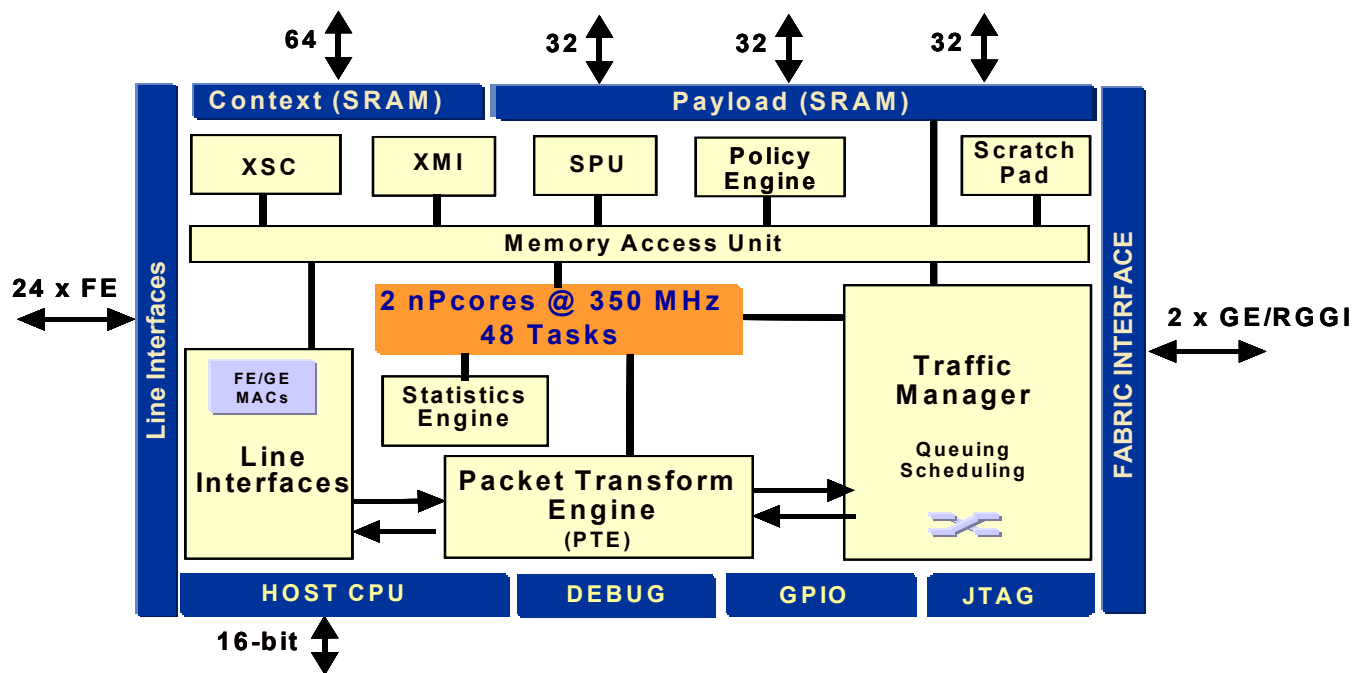 64
32
32
32
Context (SRAM)
Payload (SRAM)
XSC
XMI
SPU
Policy
Engine
Scratch
Pad
Memory Access Unit
24 x FE
Line Interfaces
2 nPcores @ 350 MHz
48 Tasks
FE/GE
MACs
Line
Interfaces
Statistics
Engine
Packet Transform
Engine
(PTE)
Traffic
Manager
Queuing
Scheduling
FABRIC INTERFACE
2 x GE/RGGI
HOST CPU
DEBUG
GPIO
JTAG
16-bit